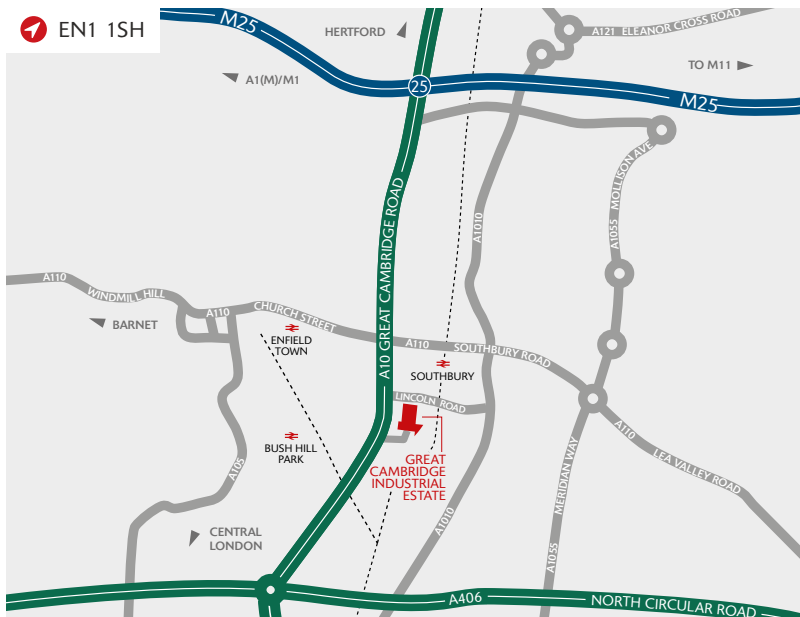 EN1 1SH
M25
HERTFORD
A121 ELEANOR CROSS ROAD
TO M11
A1(M)/M1
25
M25
MOLLISON AVE
A1055
A10 GREAT CAMBRIDGE ROAD
A1010
A110
WINDMILL HILL
A110
CHURCH STREET
BARNET
ENFIELD
TOWN
A110
SOUTHBURY ROAD
SOUTHBURY
LINCOLN ROAD
BUSH HILL
PARK
A105
GREAT
CAMBRIDGE
INDUSTRIAL
ESTATE
A110
LEA VALLEY ROAD
MERIDIAN WAY
A1055
A1010
CENTRAL
LONDON
A406
NORTH CIRCULAR ROAD